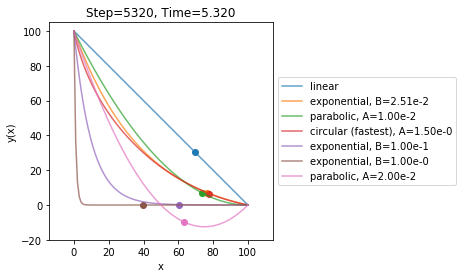 Step=5320, Time=5.320
100
80
60
40
20
0
−20
y(x)
0
20
40
60
80
100
x
linear
exponential, B=2.51e-2
parabolic, A=1.00e-2
circular (fastest), A=1.50e-0
exponential, B=1.00e-1
exponential, B=1.00e-0
parabolic, A=2.00e-2